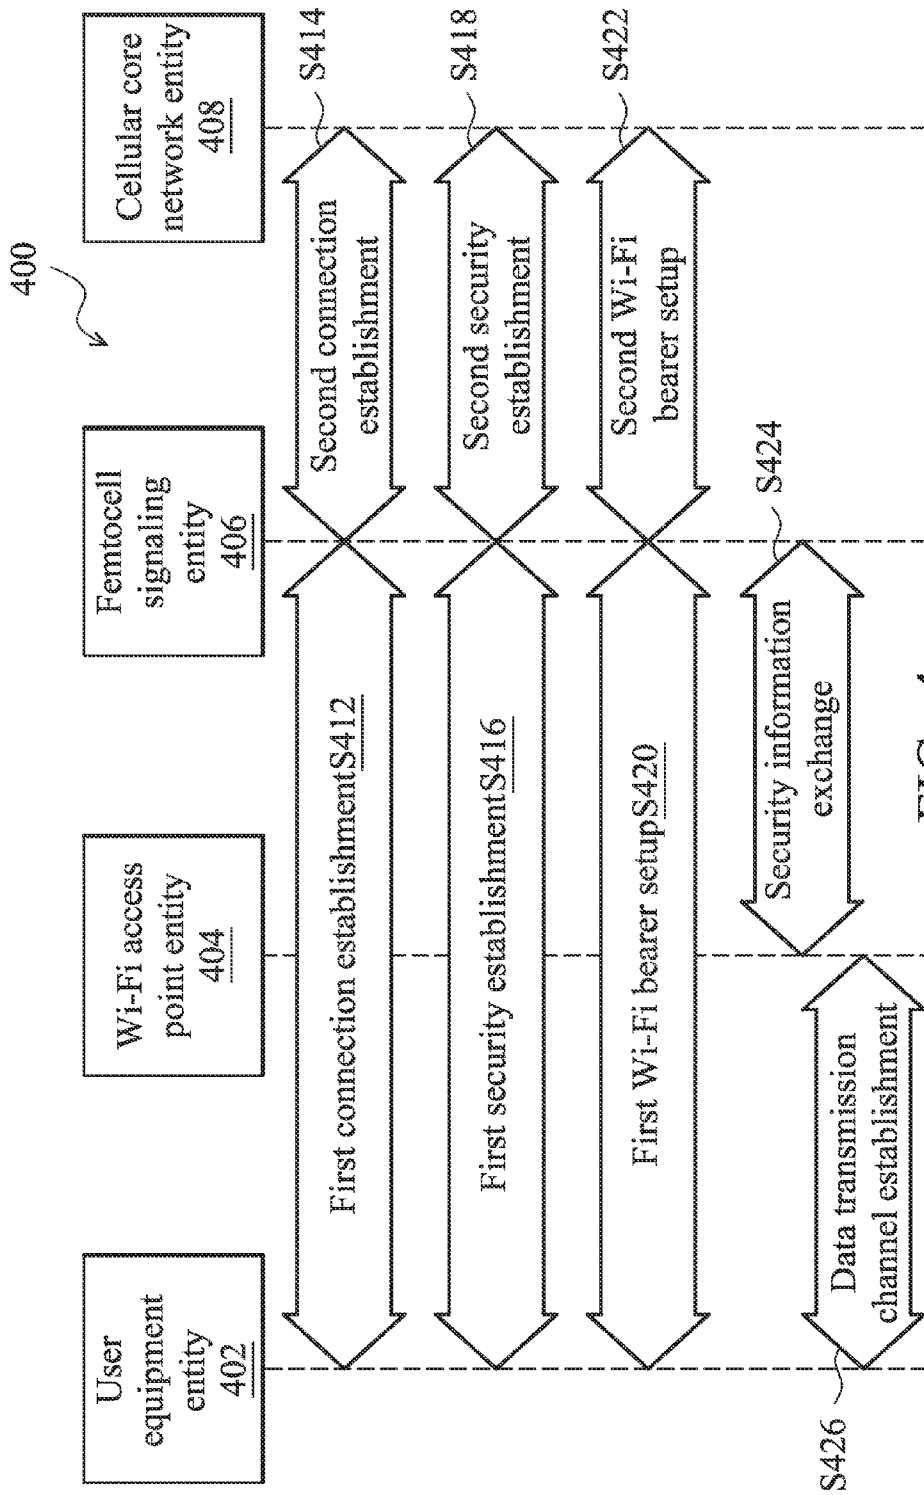 400
User
equipment
entity
402
Wi-Fi access
point entity
404
Femtocell
signaling
entity
406
Cellular core
network entity
408
First connection establishmentS412
Second connection
establishment
S414
First security establishmentS416
Second security
establishment
S418
First Wi-Fi bearer setupS420
Second Wi-Fi
bearer setup
S422
Security information
exchange
S424
Data transmission
channel establishment
S426